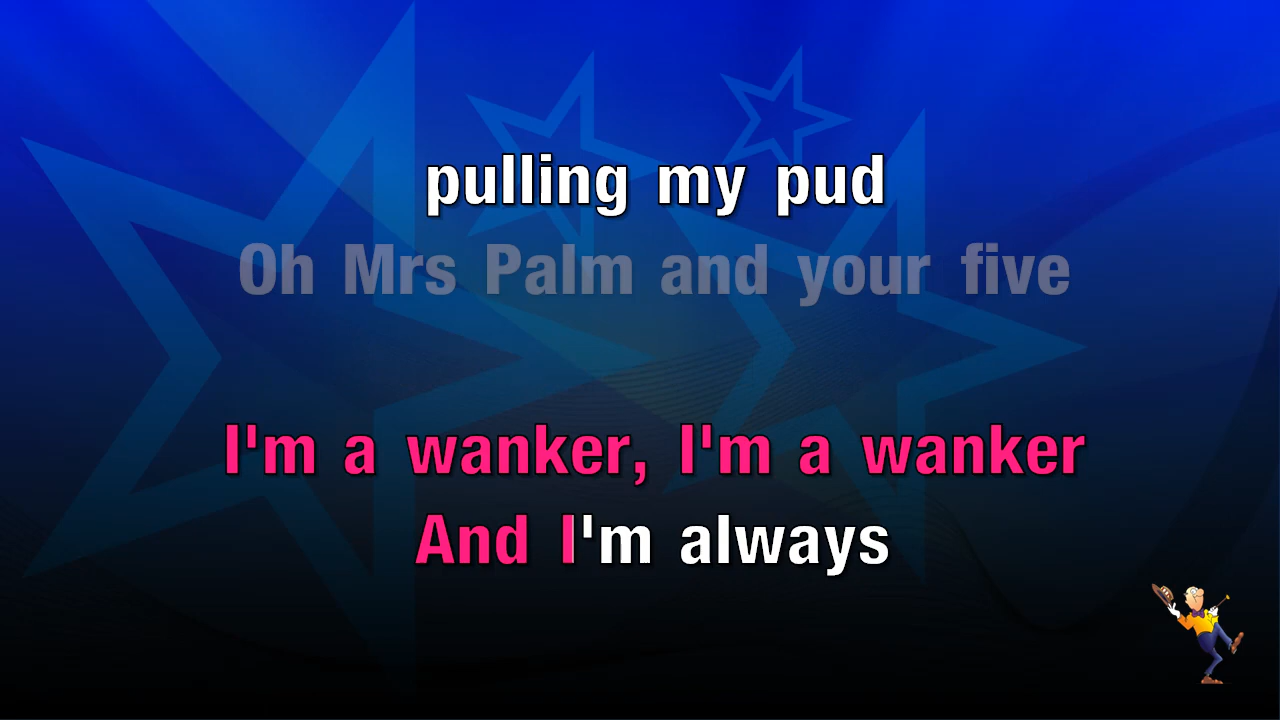 pulling my pud
Oh Mrs Palm and your five
I'm a wanker, I'm a wanker
And I'm always